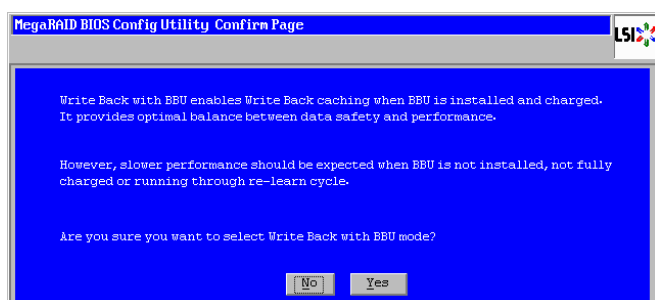 MegaRAID BIOS Config Utility Confirm Page
LSI
Write Back with BBU enables Write Back caching when BBU is installed and charged.
It provides optimal balance between data safety and performance.
However, slower performance should be expected when BBU is not installed, not fully
charged or running through re-learn cycle.
Are you sure you want to select Write Back with BBU mode?
No Yes